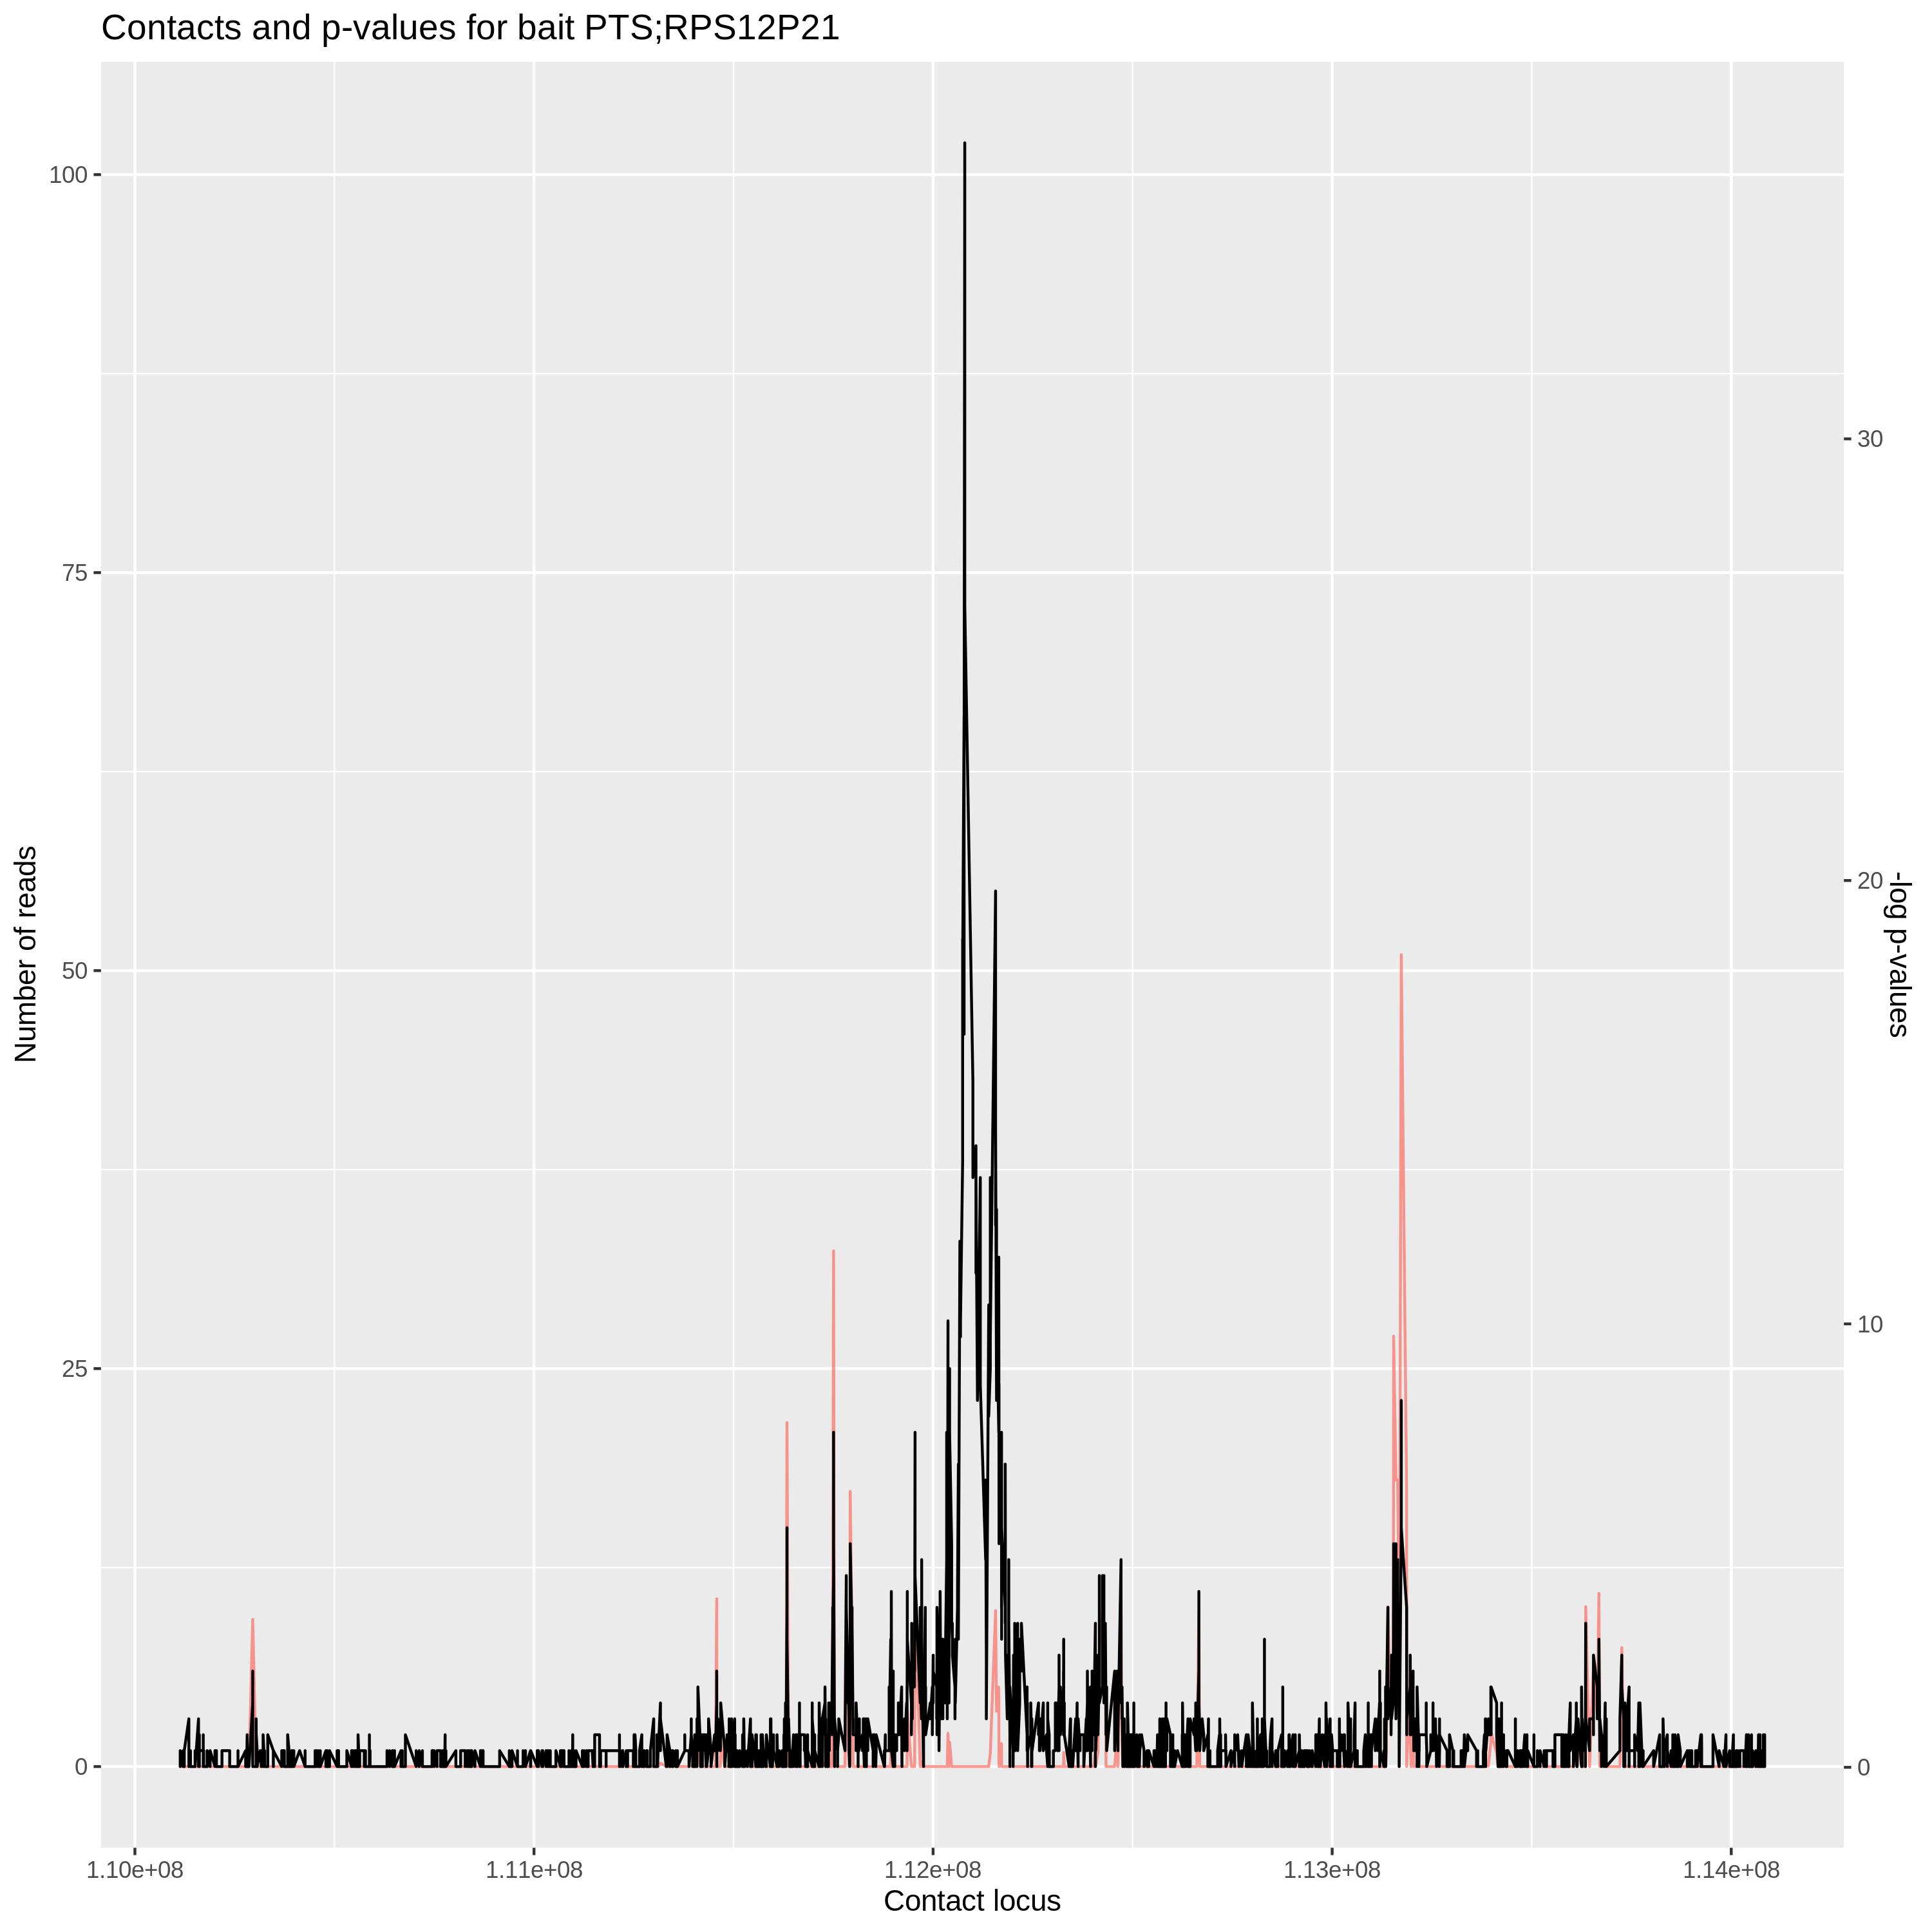 Contacts and p-values for bait PTS;RPS12P21
100
75
50
25
0
Number of reads
30
20
10
0
-log p-values
1.10e+08 1.11e+08 1.12e+08 1.13e+08 1.14e+08
Contact locus